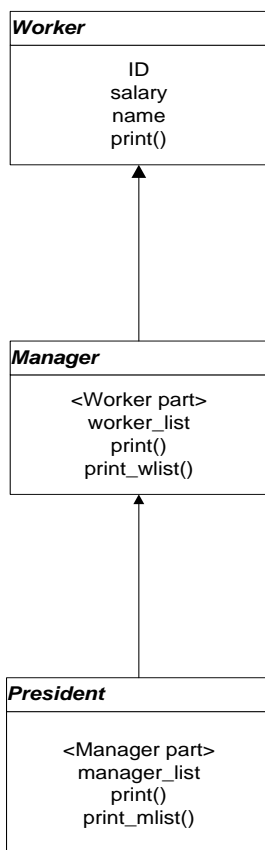 Worker
ID
salary
name
print()
Manager
<Worker part>
worker_list
print()
print_wlist()
President
<Manager part>
manager_list
print()
print_mlist()